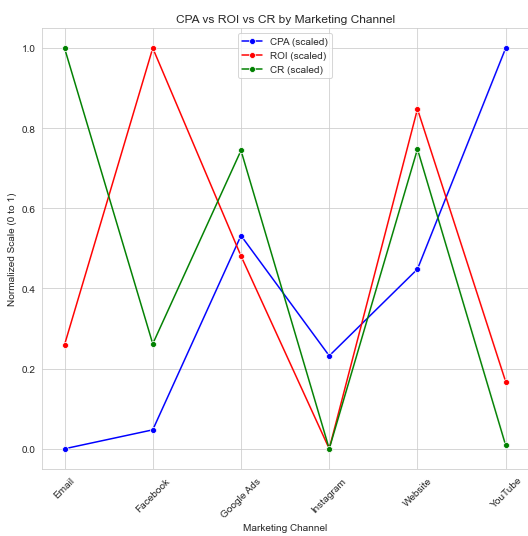 CPA vs ROI vs CR by Marketing Channel
CPA (scaled)
ROI (scaled)
CR (scaled)
1.0
0.8
0.6
0.4
0.2
0.0
Normalized Scale (0 to 1)
Email
Facebook
Google Ads
Instagram
Website
YouTube
Marketing Channel